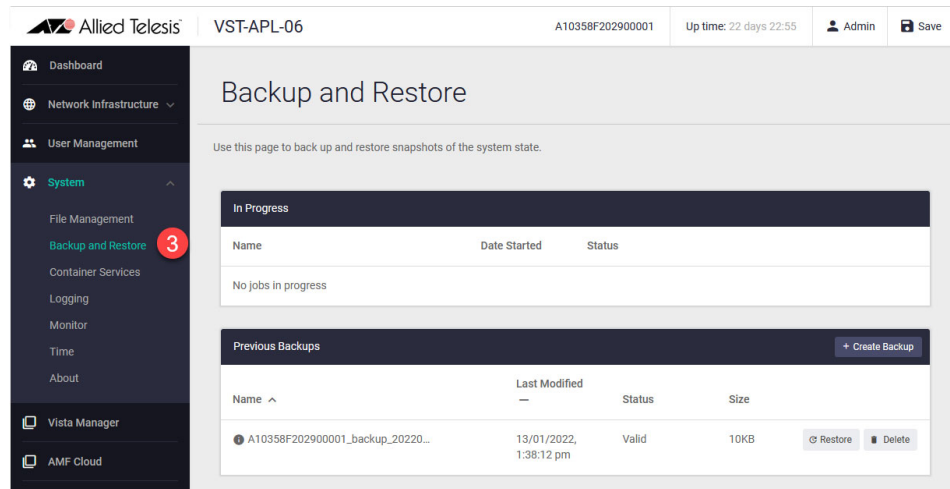 Allied Telesis
VST-APL-06
A10358F202900001
Up time: 22 days 22:55
Admin
Save
Dashboard
Network Infrastructure
User Management
System
File Management
Backup and Restore
3
Container Services
Logging
Monitor
Time
About
Vista Manager
AMF Cloud
Backup and Restore
Use this page to back up and restore snapshots of the system state.
In Progress
Name Date Started Status
No jobs in progress
Previous Backups
+ Create Backup
Name Last Modified Status Size
A10358F202900001_backup_20220... 13/01/2022, Valid 10KB Restore Delete
1:38:12 pm